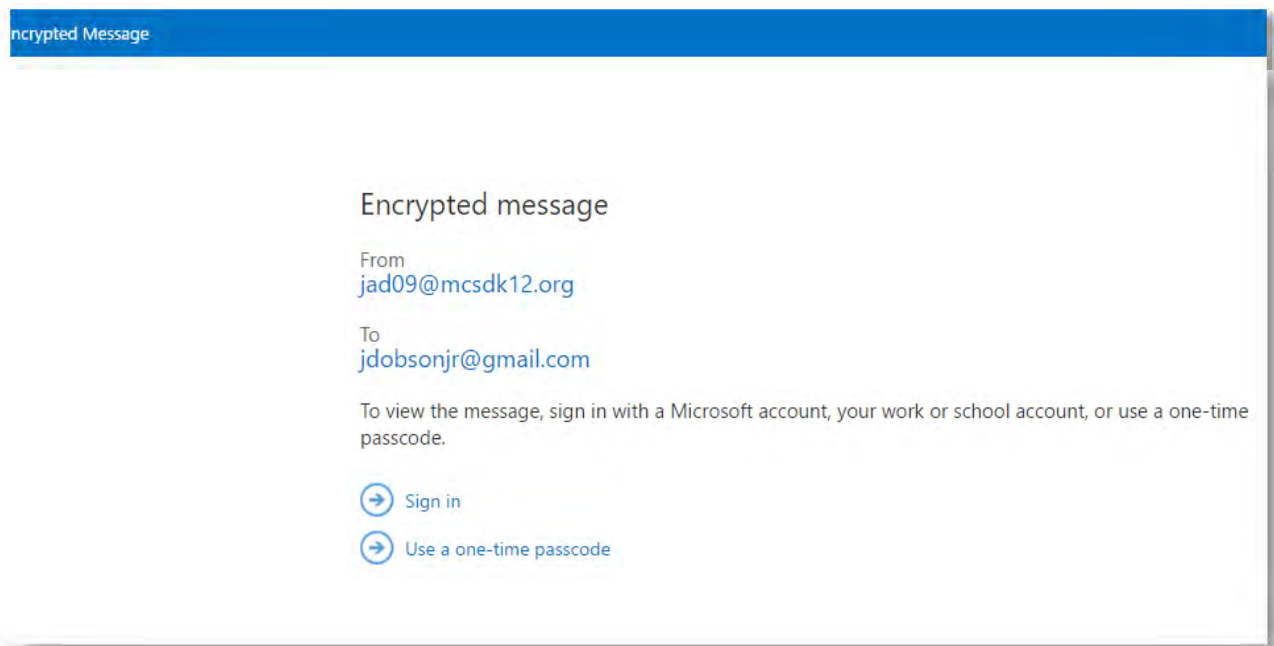 ncrypted Message
Encrypted message
From
jad09@mcsdk12.org
To
jdobsonjr@gmail.com
To view the message, sign in with a Microsoft account, your work or school account, or use a one-time
passcode.
Sign in
Use a one-time passcode